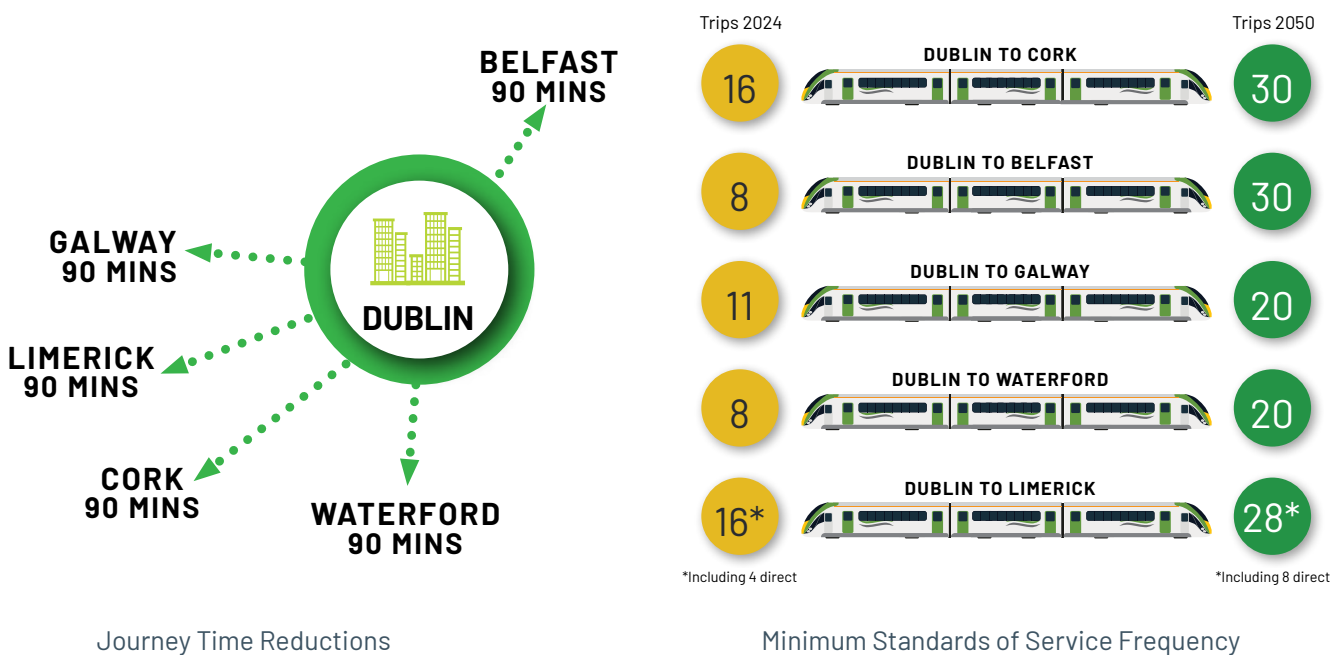 BELFAST
90 MINS
GALWAY
90 MINS
DUBLIN
LIMERICK
90 MINS
CORK
90 MINS
WATERFORD
90 MINS
Journey Time Reductions
Trips 2024
Trips 2050
DUBLIN TO CORK
16
30
DUBLIN TO BELFAST
8
30
DUBLIN TO GALWAY
11
20
DUBLIN TO WATERFORD
8
20
DUBLIN TO LIMERICK
16*
28*
*Including 4 direct
*Including 8 direct
Minimum Standards of Service Frequency